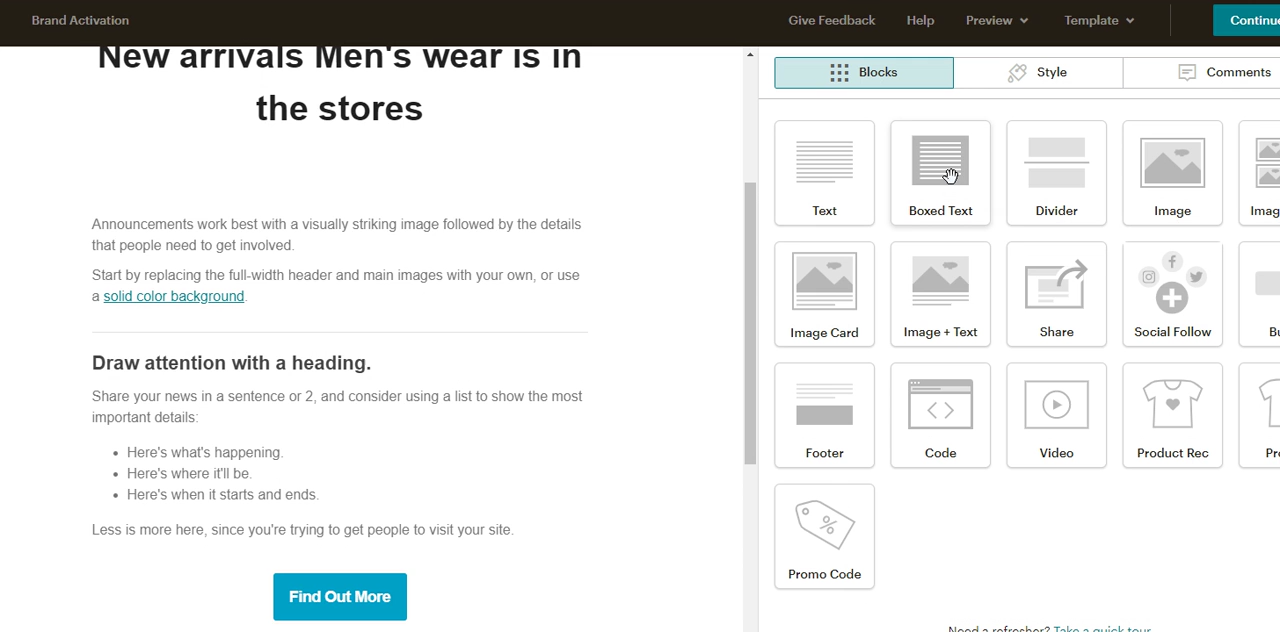 Brand Activation
Give Feedback
Help
Preview
Template
New arrivals Men's wear is in
the stores
Announcements work best with a visually striking image followed by the details
that people need to get involved.
Start by replacing the full-width header and main images with your own, or use
a solid color background.
Draw attention with a heading.
Share your news in a sentence or 2, and consider using a list to show the most
important details:
• Here's what's happening.
• Here's where it'll be.
• Here's when it starts and ends.
Less is more here, since you're trying to get people to visit your site.
Find Out More
Blocks
Style
Comments
Text
Boxed Text
Divider
Image
Image Card
Image + Text
Share
Social Follow
Footer
Code
Video
Product Rec
Promo Code
Need a refresher? Take a quick tour